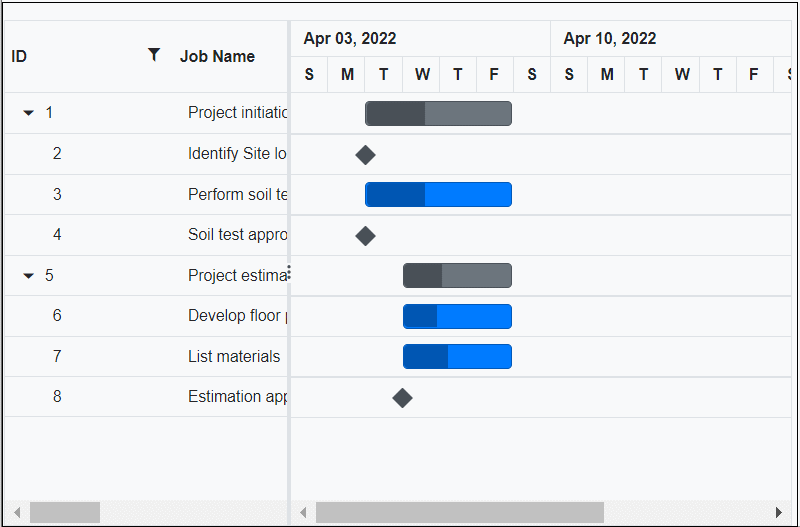 ID Job Name Apr 03, 2022 Apr 10, 2022
S M T W T F S S M T W T F S
1 Project initiatio
2 Identify Site lo
3 Perform soil te
4 Soil test appro
5 Project estima
6 Develop floor p
7 List materials
8 Estimation app